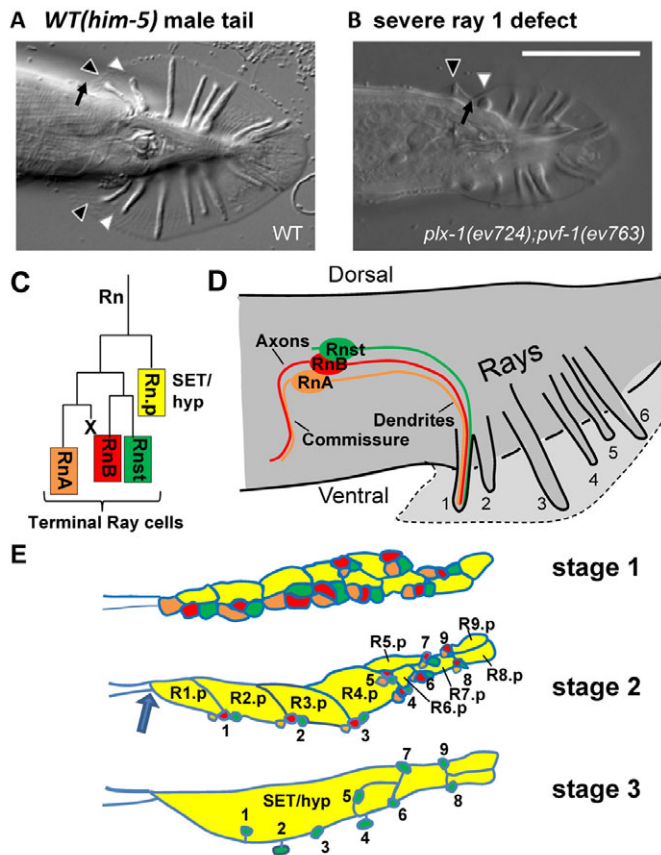 A WT(him-5) male tail
B severe ray 1 defect
WT
plx-1(ev724);pvf-1(ev763)
C
Rn
Rn.p
SET/
hyp
X
RnA
RnB
Rnst
Terminal Ray cells
D
Dorsal
Axons
Rnst
RnB
RnA
Rays
Dendrites
Commissure
Ventral
1
2
3
4
5
6
E
stage 1
stage 2
R1.p
R2.p
R3.p
R4.p
R5.p
R6.p
R7.p
R8.p
R9.p
1
2
3
4
5
6
7
8
9
stage 3
SET/hyp
1
2
3
4
5
6
7
8
9